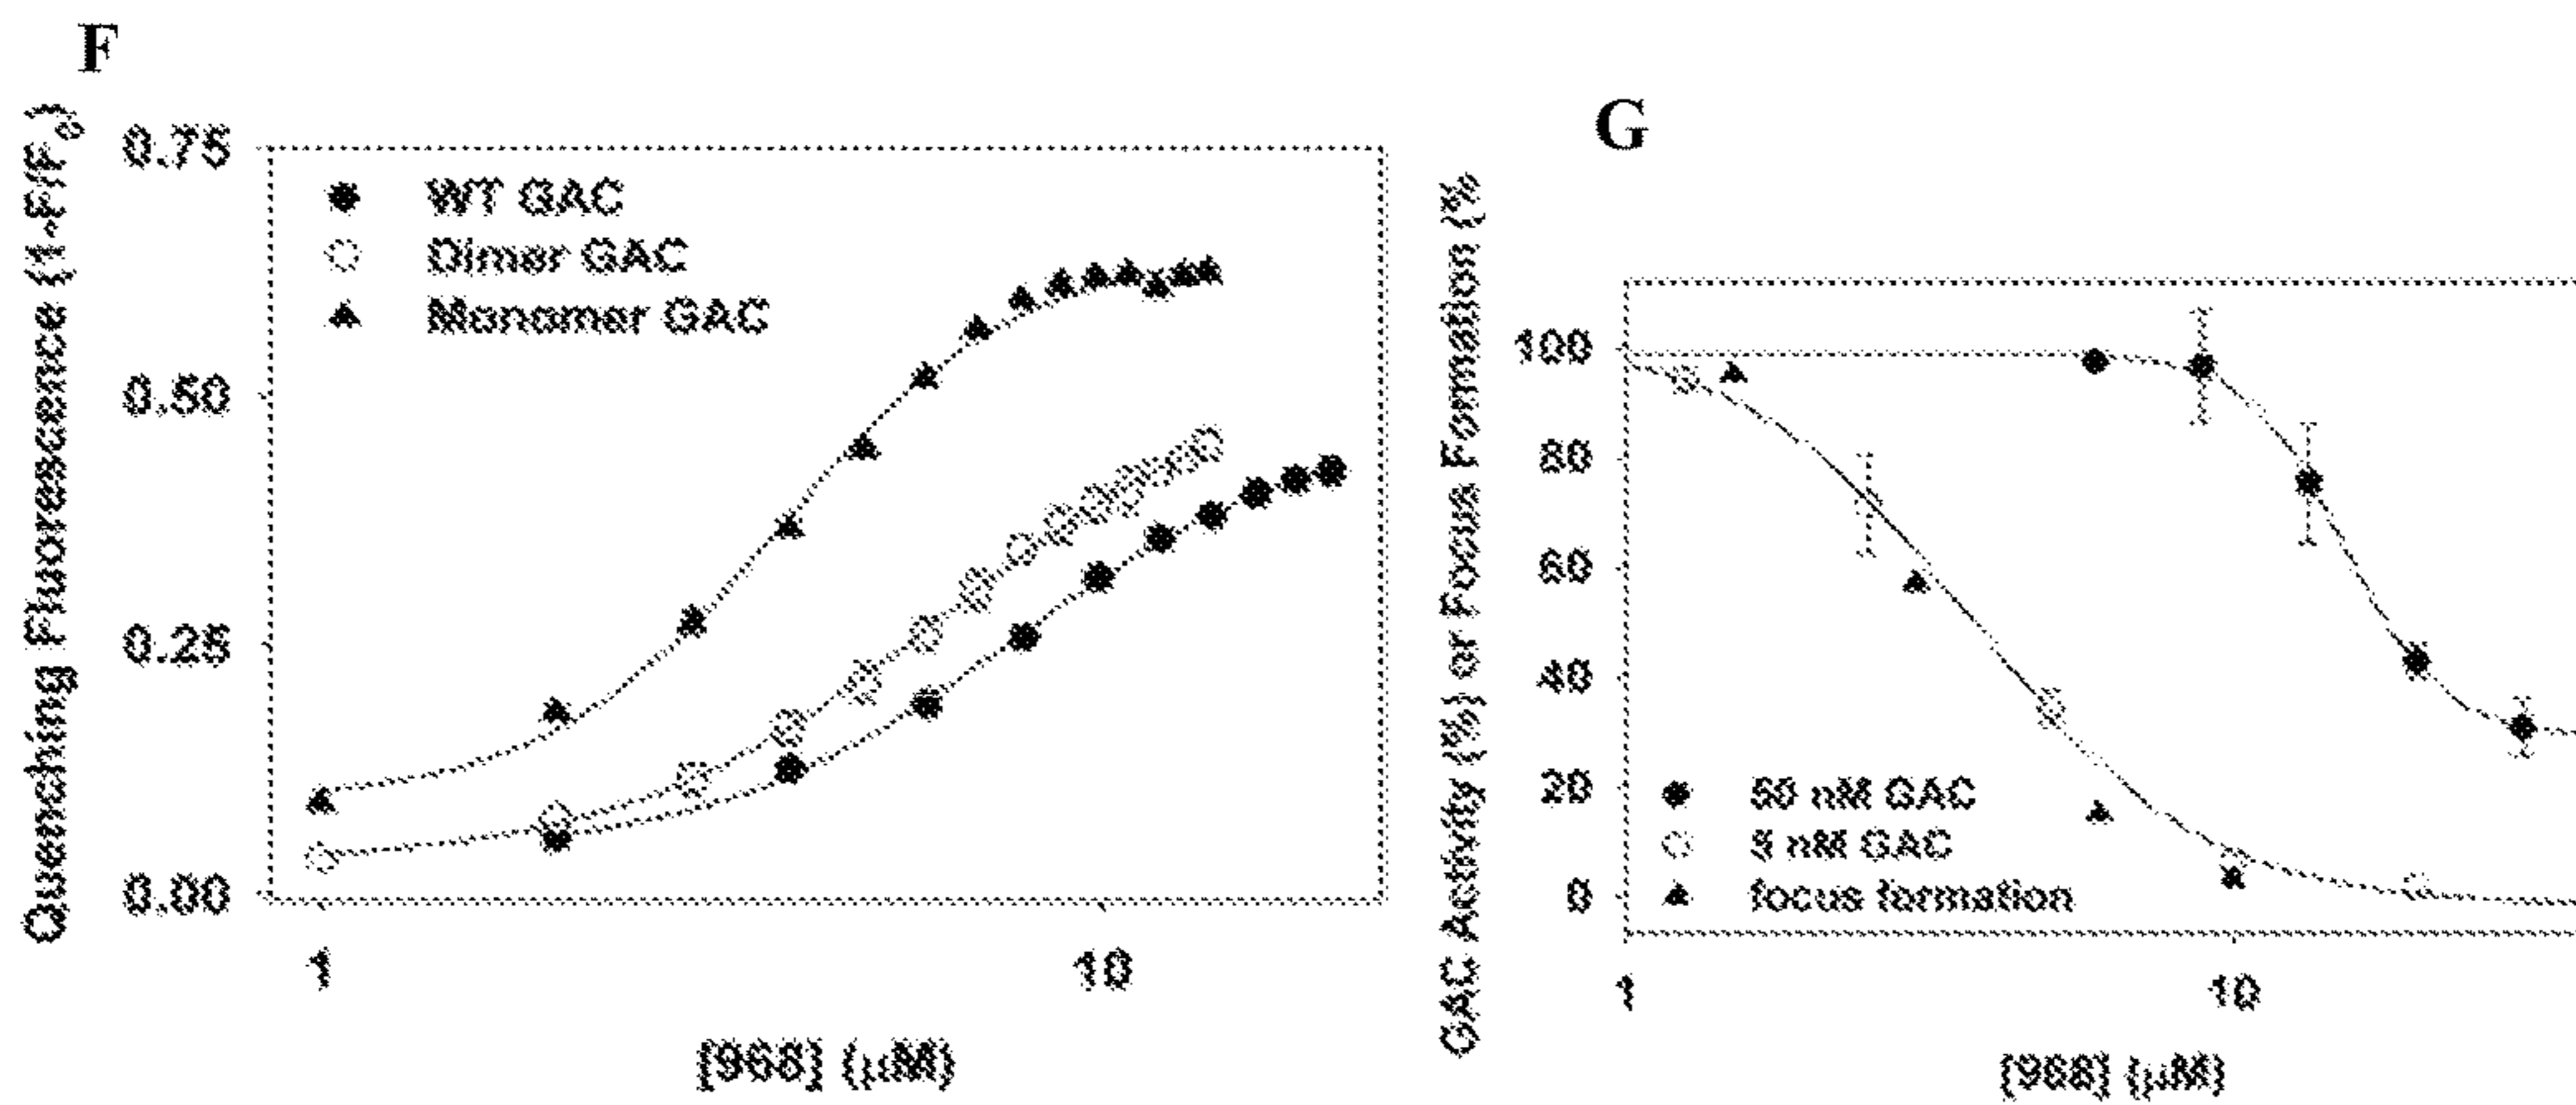 F
Quenching Fluorescence (1-F/F0)
0.75
0.50
0.25
0.00
WT GAC
Dimer GAC
Monomer GAC
1
10
[968] (μM)
G
GAC Activity (%) or Focus Formation (%
100
80
60
40
20
0
50 nM GAC
5 nM GAC
focus formation
1
10
[968] (μM)